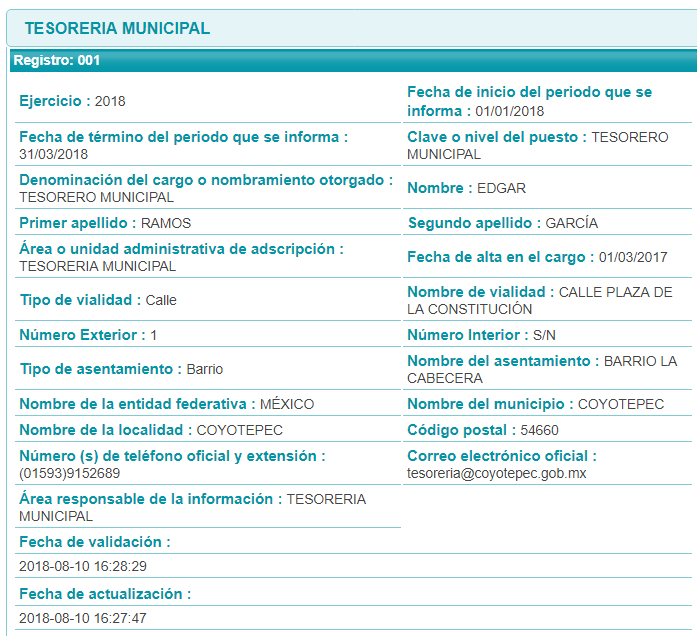 TESORERIA MUNICIPAL
Registro: 001
Ejercicio : 2018
Fecha de inicio del periodo que se
informa : 01/01/2018
Fecha de término del periodo que se informa :
31/03/2018
Clave o nivel del puesto : TESORERO
MUNICIPAL
Denominación del cargo o nombramiento otorgado :
TESORERO MUNICIPAL
Nombre : EDGAR
Primer apellido : RAMOS
Segundo apellido : GARCÍA
Área o unidad administrativa de adscripción :
TESORERIA MUNICIPAL
Fecha de alta en el cargo : 01/03/2017
Tipo de vialidad : Calle
Nombre de vialidad : CALLE PLAZA DE
LA CONSTITUCIÓN
Número Exterior : 1
Número Interior : S/N
Tipo de asentamiento : Barrio
Nombre del asentamiento : BARRIO LA
CABECERA
Nombre de la entidad federativa : MÉXICO
Nombre del municipio : COYOTEPEC
Nombre de la localidad : COYOTEPEC
Código postal : 54660
Número (s) de teléfono oficial y extensión :
(01593)9152689
Correo electrónico oficial :
tesoreria@coyotepec.gob.mx
Área responsable de la información : TESORERIA
MUNICIPAL
Fecha de validación :
2018-08-10 16:28:29
Fecha de actualización :
2018-08-10 16:27:47